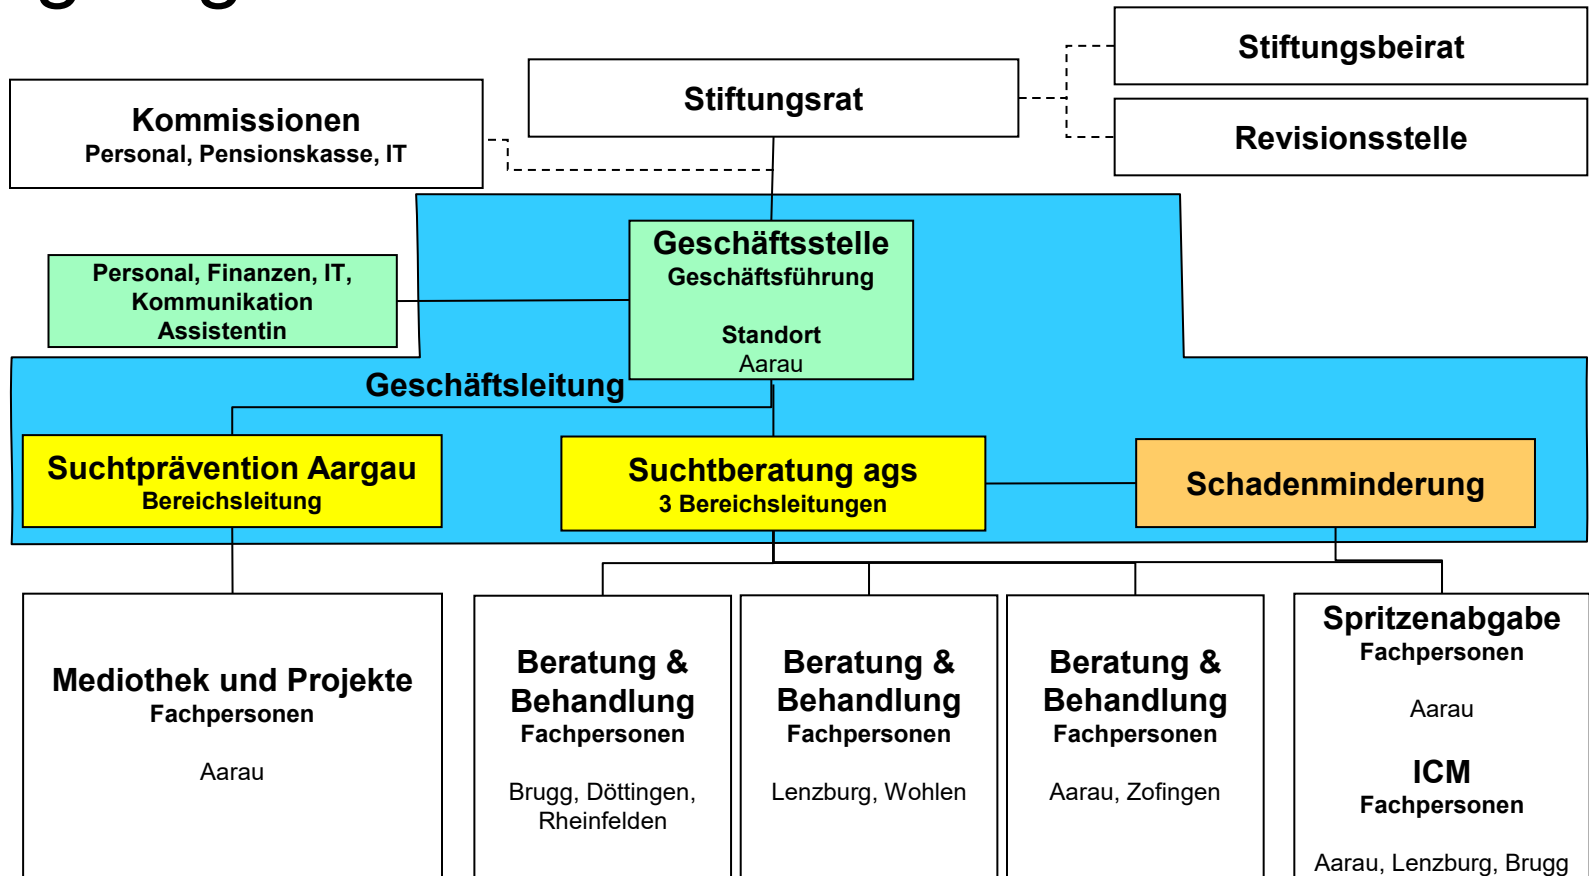 Stiftungsbeirat
Stiftungsrat
Kommissionen
Personal, Pensionskasse, IT
Revisionsstelle
Geschäftsstelle
Geschäftsführung
Standort
Aarau
Personal, Finanzen, IT,
Kommunikation
Assistentin
Geschäftsleitung
Suchtprävention Aargau
Bereichsleitung
Suchtberatung ags
3 Bereichsleitungen
Schadenminderung
Mediothek und Projekte
Fachpersonen
Aarau
Beratung &
Behandlung
Fachpersonen
Brugg, Döttingen,
Rheinfelden
Beratung &
Behandlung
Fachpersonen
Lenzburg, Wohlen
Beratung &
Behandlung
Fachpersonen
Aarau, Zofingen
Spritzenabgabe
Fachpersonen
Aarau
ICM
Fachpersonen
Aarau, Lenzburg, Brugg